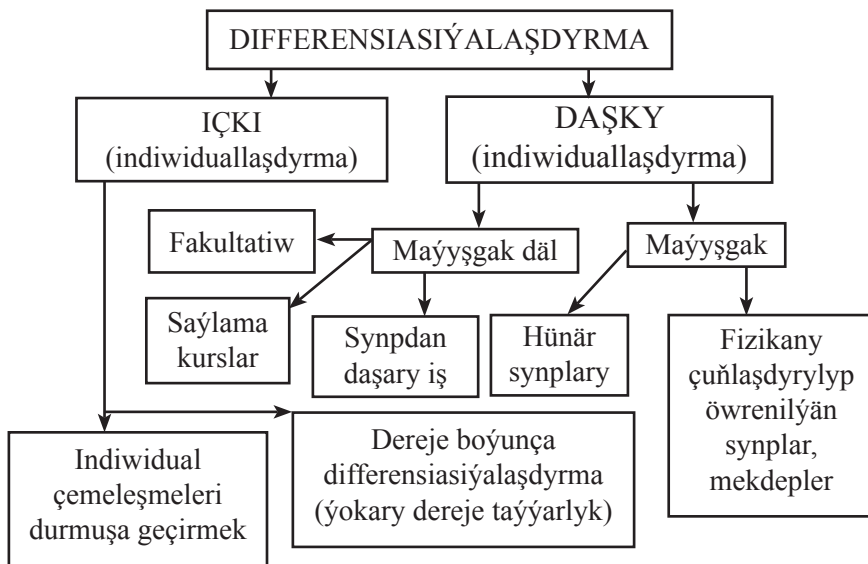 DIFFERENSIASIÝALAŞDYRMA
IÇKI
(indiwiduallaşdyrma)
DAŞKY
(indiwiduallaşdyrma)
Fakultatiw
Maýyşgak däl
Maýyşgak
Saýlama
kurslar
Synpdan
daşary iş
Hünär
synplary
Fizikany
çuňlaşdyrylyp
öwrenilýän
synplar,
mekdepler
Indiwidual
çemeleşmeleri
durmuşa geçirmek
Dereje boýunça
differensiasiýalaşdyrma
(ýokary dereje taýýarlyk)